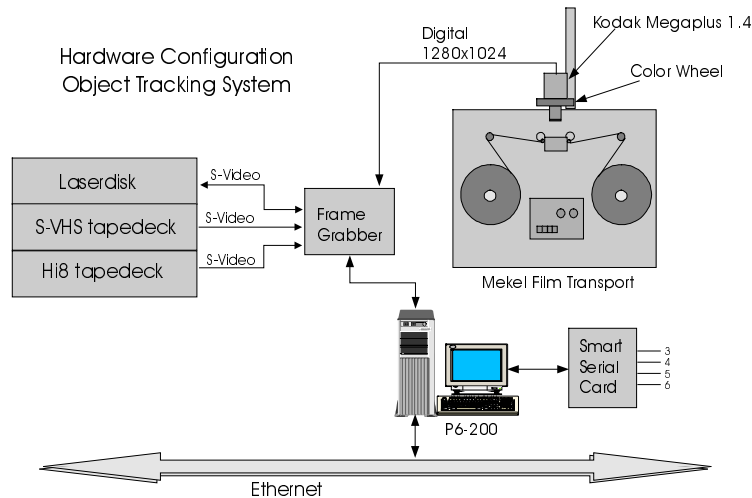 Hardware Configuration
Object Tracking System
Digital
1280x1024
Kodak Megaplus 1.4
Color Wheel
Laserdisk
S-VHS tapedeck
Hi8 tapedeck
S-Video
S-Video
S-Video
Frame
Grabber
Mekel Film Transport
Smart
Serial
Card
3
4
5
6
P6-200
Ethernet